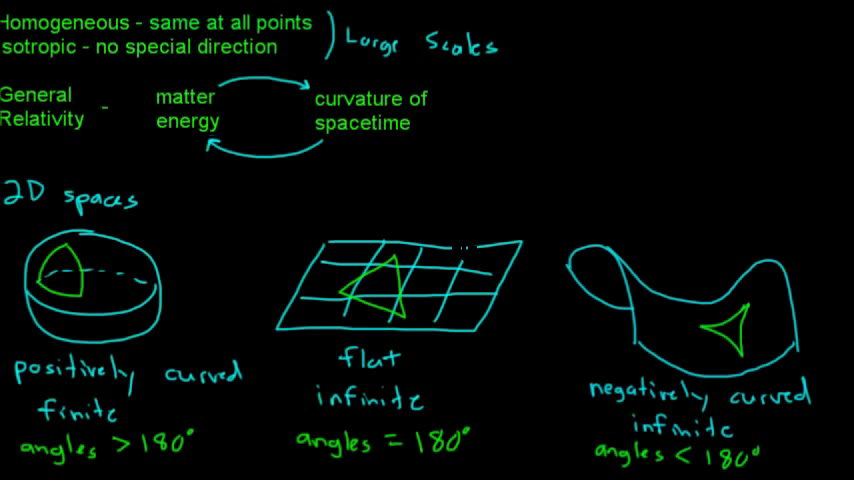 Homogeneous - same at all points
sotropic - no special direction
Large Scales
General Relativity - matter energy curvature of spacetime
2D spaces
positively curved
finite
angles > 180°
flat
infinite
angles = 180°
negatively curved
infinite
angles < 180°